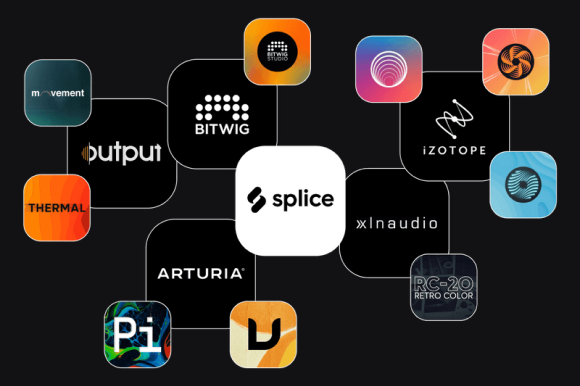 BITWIG
STUDIO
movement
BITWIG
iZOTOPE
output
splice
THERMAL
xlnaudio
ARTURIA®
RC-20
RETRO COLOR
Pi
V